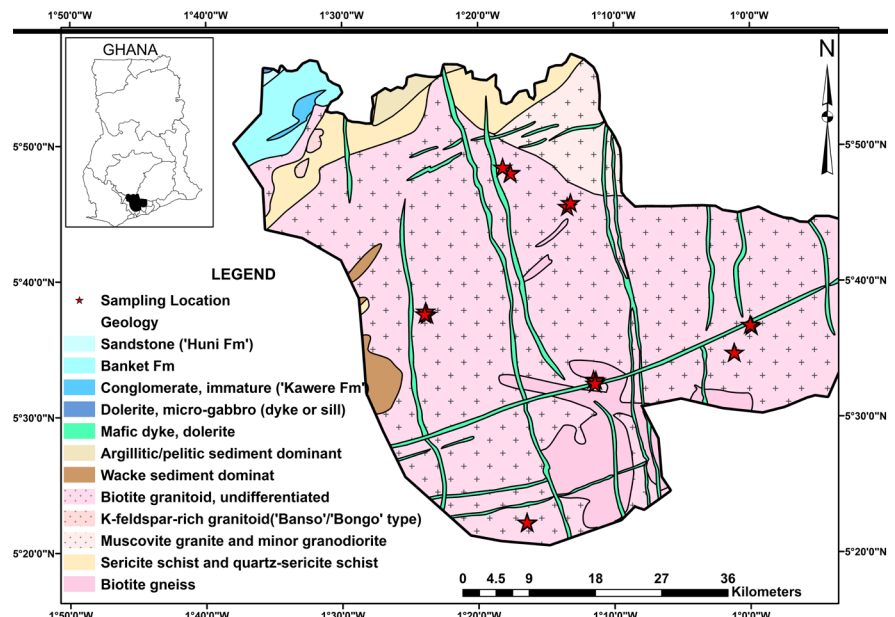 1°50'0"W 1°40'0"W 1°30'0"W 1°20'0"W 1°10'0"W 1°0'0"W
GHANA
N
5°50'0"N 5°50'0"N
5°40'0"N 5°40'0"N
LEGEND
Sampling Location
Geology
Sandstone ('Huni Fm')
Banket Fm
Conglomerate, immature ('Kawere Fm')
Dolerite, micro-gabbro (dyke or sill)
Mafic dyke, dolerite
Argillitic/pelitic sediment dominant
Wacke sediment dominat
Biotite granitoid, undifferentiated
K-feldspar-rich granitoid('Banso'/'Bongo' type)
Muscovite granite and minor granodiorite
Sericite schist and quartz-sericite schist
Biotite gneiss
5°30'0"N 5°30'0"N
5°20'0"N 5°20'0"N
0 4.5 9 18 27 36
Kilometers
1°50'0"W 1°40'0"W 1°30'0"W 1°20'0"W 1°10'0"W 1°0'0"W